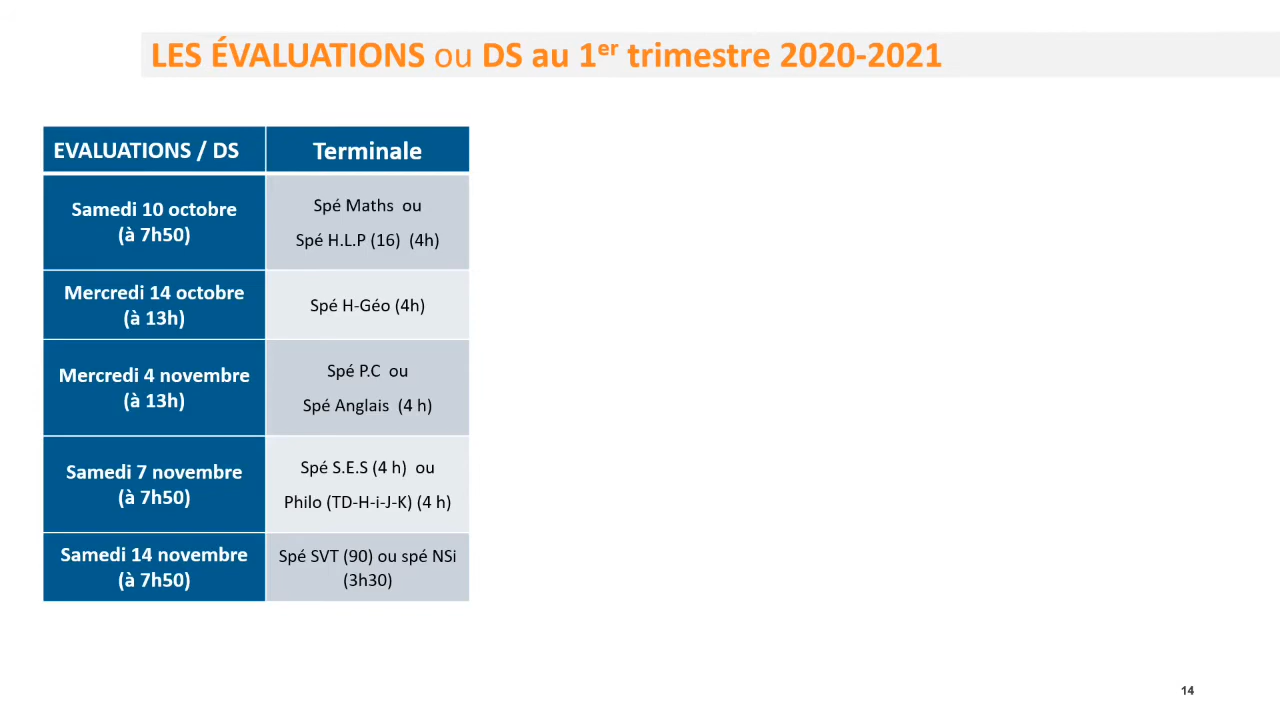 LES ÉVALUATIONS ou DS au 1er trimestre 2020-2021
EVALUATIONS / DS
Terminale
Samedi 10 octobre
(à 7h50)
Spé Maths ou
Spé H.L.P (16) (4h)
Mercredi 14 octobre
(à 13h)
Spé H-Géo (4h)
Mercredi 4 novembre
(à 13h)
Spé P.C ou
Spé Anglais (4 h)
Samedi 7 novembre
(à 7h50)
Spé S.E.S (4 h) ou
Philo (TD-H-i-J-K) (4 h)
Samedi 14 novembre
(à 7h50)
Spé SVT (90) ou spé NSi
(3h30)
14